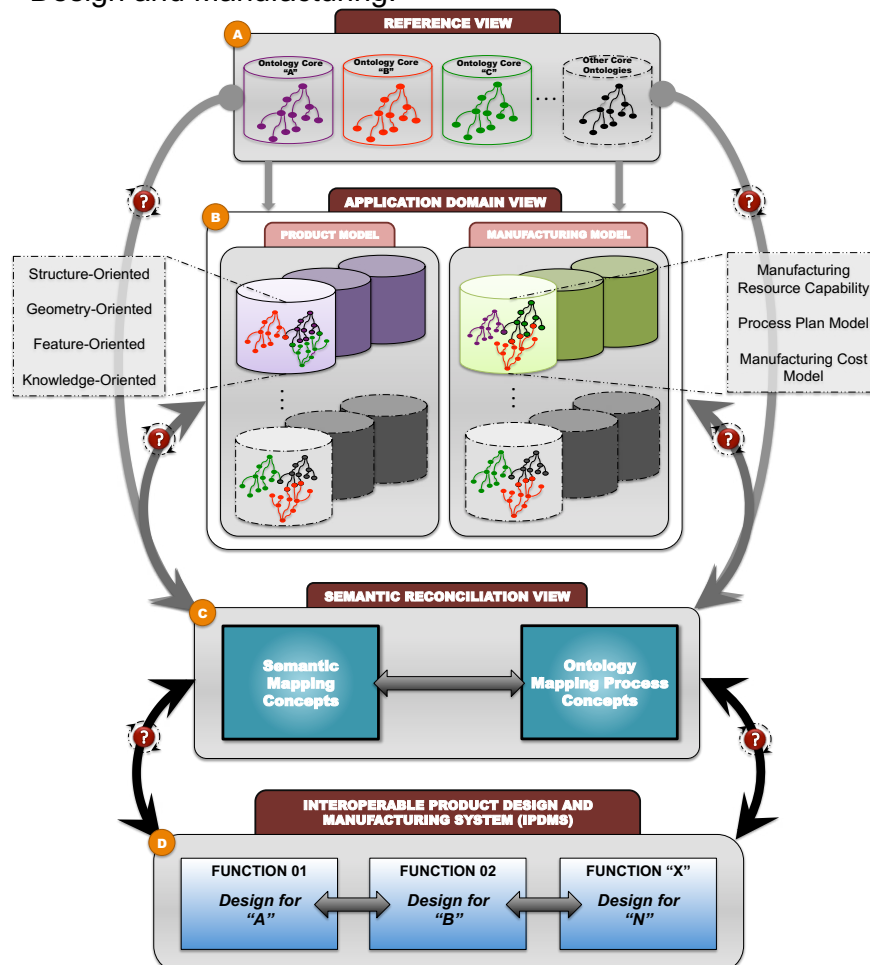 Design and Manufacturing.
REFERENCE VIEW
A
Ontology Core
“A”
Ontology Core
“B”
Ontology Core
“C”
Other Core
Ontologies
...
?
?
APPLICATION DOMAIN VIEW
B
PRODUCT MODEL
MANUFACTURING MODEL
Structure-Oriented
Geometry-Oriented
Feature-Oriented
Knowledge-Oriented
Manufacturing
Resource Capability
Process Plan Model
Manufacturing Cost
Model
?
?
SEMANTIC RECONCILIATION VIEW
C
Semantic
Mapping
Concepts
Ontology
Mapping Process
Concepts
?
?
INTEROPERABLE PRODUCT DESIGN AND
MANUFACTURING SYSTEM (IPDMS)
D
FUNCTION 01
Design for
“A”
FUNCTION 02
Design for
“B”
FUNCTION “X”
Design for
“N”